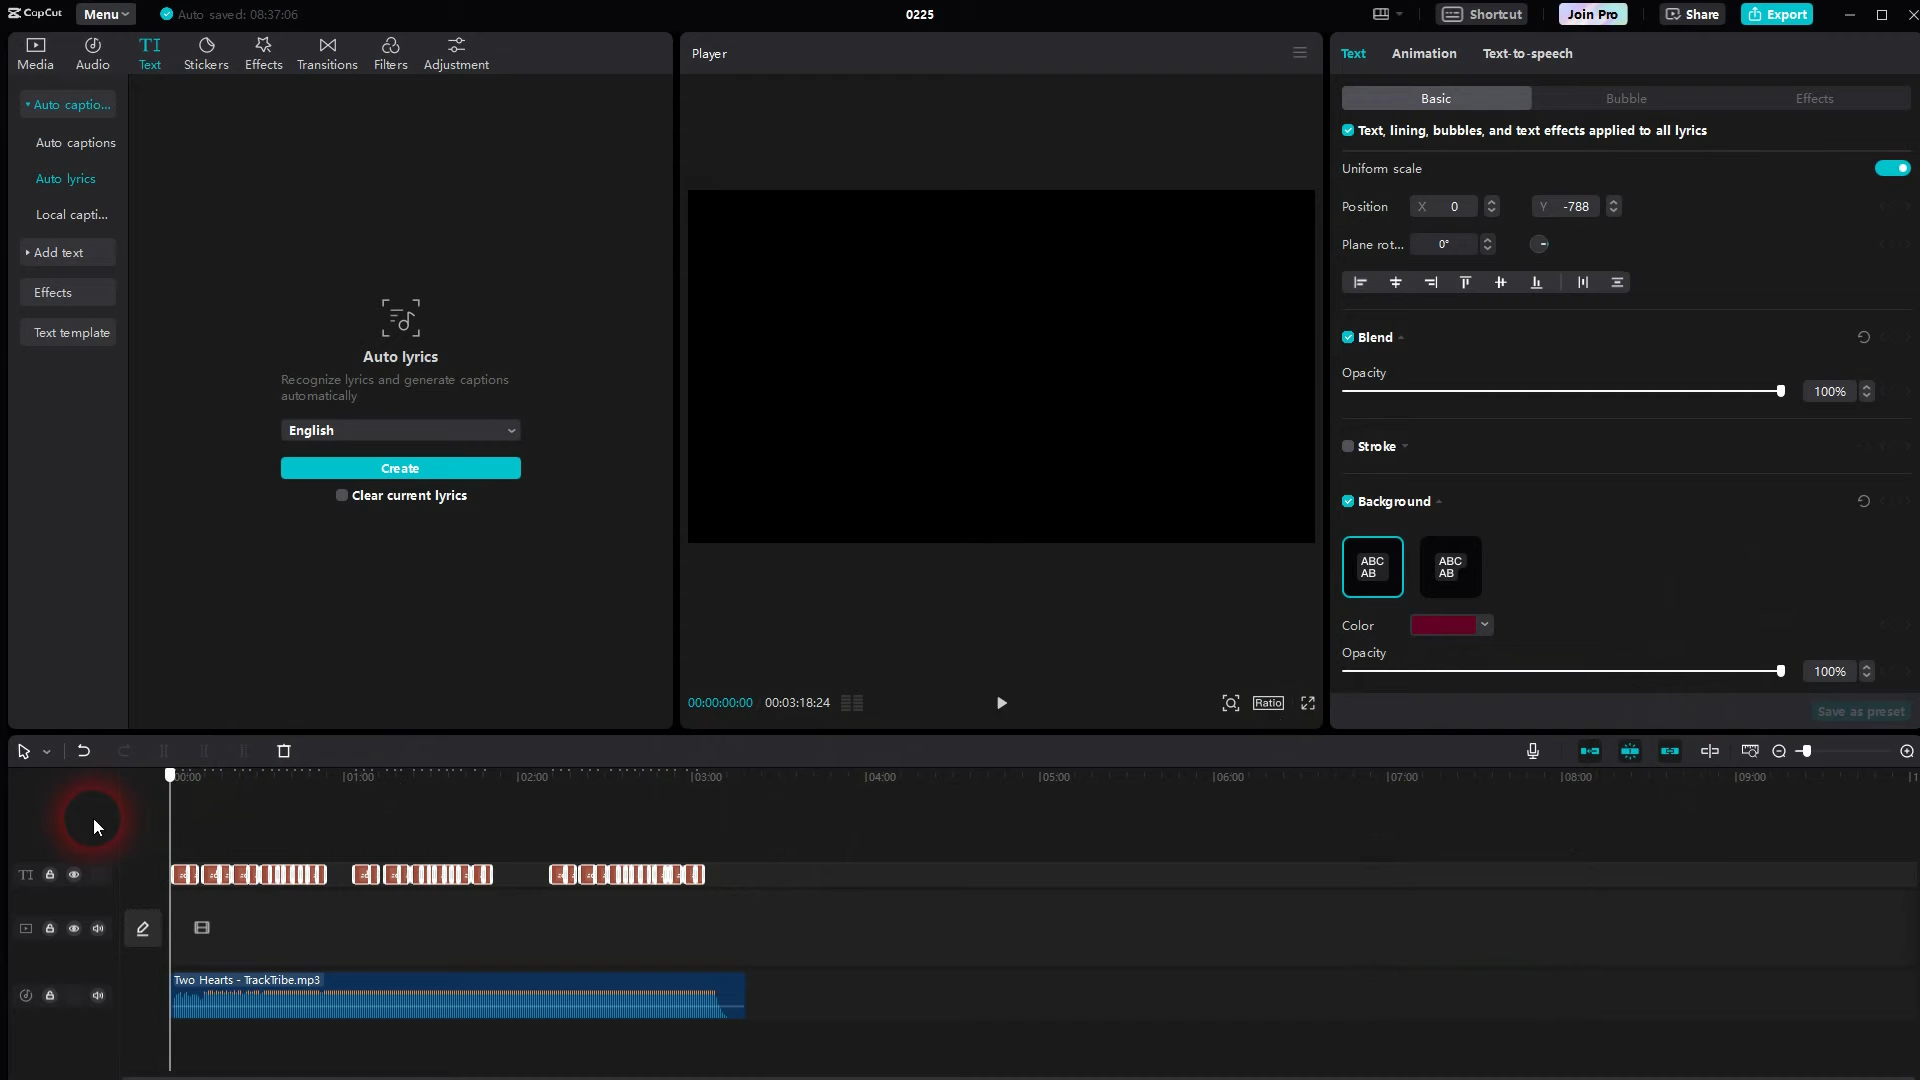 CapCut
Menu
Auto saved: 08:37:06
0225
Shortcut
Join Pro
Share
Export
Media
Audio
TI
Text
Stickers
Effects
Transitions
Filters
Adjustment
Auto captio...
Auto captions
Auto lyrics
Local capti...
Add text
Effects
Text template
Auto lyrics
Recognize lyrics and generate captions
automatically
English
Create
Clear current lyrics
Player
00:00:00:00
00:03:18:24
Ratio
Text
Animation
Text-to-speech
Basic
Bubble
Effects
Text, lining, bubbles, and text effects applied to all lyrics
Uniform scale
Position
X 0
Y -788
Plane rot...
0°
Blend
Opacity
100%
Stroke
Background
ABC
AB
ABC
AB
Color
Opacity
100%
Save as preset
00:00
01:00
02:00
03:00
04:00
05:00
06:00
07:00
08:00
09:00
TI
Two Hearts - TrackTribe.mp3